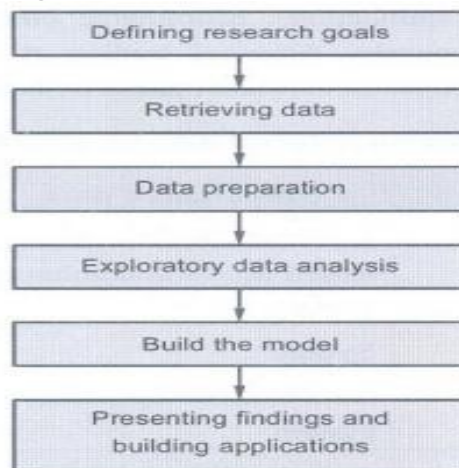 Defining research goals
Retrieving data
Data preparation
Exploratory data analysis
Build the model
Presenting findings and
building applications